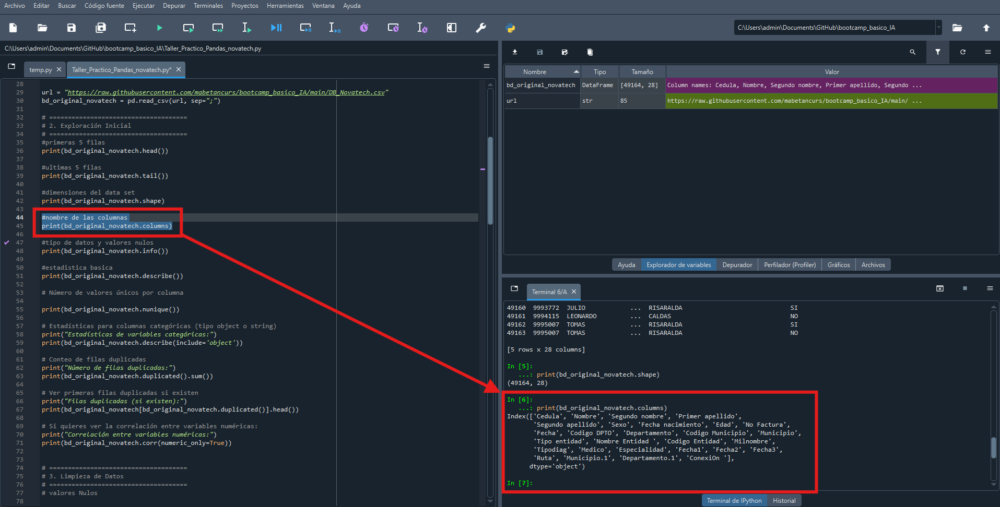 Archivo Editar Buscar Código fuente Ejecutar Depurar Terminales Proyectos Herramientas Ventana Ayuda
C:\Users\admin\Documents\GitHub\bootcamp_basico_IA
C:\Users\admin\Documents\GitHub\bootcamp_basico_IA\Taller_Practico_Pandas_novatech.py
temp.py
Taller_Practico_Pandas_novatech.py*
28
29 url = "https://raw.githubusercontent.com/mabetancurs/bootcamp_basico_IA/main/DB_Novatech.csv"
30 bd_original_novatech = pd.read_csv(url, sep=";")
31
32 # =====================================
33 # 2. Exploración Inicial
34 # =====================================
35 #primeras 5 filas
36 print(bd_original_novatech.head())
37
38 #ultimas 5 filas
39 print(bd_original_novatech.tail())
40
41 #dimensiones del data set
42 print(bd_original_novatech.shape)
43
44 #nombre de las columnas
45 print(bd_original_novatech.columns)
46
47 #tipo de datos y valores nulos
48 print(bd_original_novatech.info())
49
50 #estadistica basica
51 print(bd_original_novatech.describe())
52
53 # Número de valores únicos por columna
54
55 print(bd_original_novatech.nunique())
56
57 # Estadísticas para columnas categóricas (tipo object o string)
58 print("Estadísticas de variables categóricas:")
59 print(bd_original_novatech.describe(include='object'))
60
61 # Conteo de filas duplicadas
62 print("Número de filas duplicadas:")
63 print(bd_original_novatech.duplicated().sum())
64
65 # Ver primeras filas duplicadas si existen
66 print("Filas duplicadas (si existen):")
67 print(bd_original_novatech[bd_original_novatech.duplicated()].head())
68
69 # Si quieres ver la correlación entre variables numéricas:
70 print("Correlación entre variables numéricas:")
71 print(bd_original_novatech.corr(numeric_only=True))
72
73
74 # =====================================
75 # 3. Limpieza de Datos
76 # =====================================
77 # valores Nulos
78
Nombre Tipo Tamaño Valor
bd_original_novatech DataFrame [49164, 28] Column names: Cedula, Nombre, Segundo nombre, Primer apellido, Segundo ...
url str 85 https://raw.githubusercontent.com/mabetancurs/bootcamp_basico_IA/main/ ...
Ayuda Explorador de variables Depurador Perfilador (Profiler) Gráficos Archivos
Terminal 6/A
49160 9993772 JULIO ... RISARALDA SI
49161 9994115 LEONARDO ... CALDAS NO
49162 9995007 TOMAS ... RISARALDA SI
49163 9995007 TOMAS ... RISARALDA NO
[5 rows x 28 columns]
In [5]:
...: print(bd_original_novatech.shape)
(49164, 28)
In [6]:
...: print(bd_original_novatech.columns)
Index(['Cedula', 'Nombre', 'Segundo nombre', 'Primer apellido',
'Segundo apellido', 'Sexo', 'Fecha nacimiento', 'Edad', 'No Factura',
'Fecha', 'Codigo DPTO', 'Departamento', 'Codigo Municipio', 'Municipio',
'Tipo entidad', 'Nombre Entidad ', 'Codigo Entidad', 'Milnombre',
'Tipodiag', 'Medico', 'Especialidad', 'Fecha1', 'Fecha2', 'Fecha3',
'Ruta', 'Municipio.1', 'Departamento.1', 'ConexiOn '],
dtype='object')
In [7]:
Terminal de IPython Historial